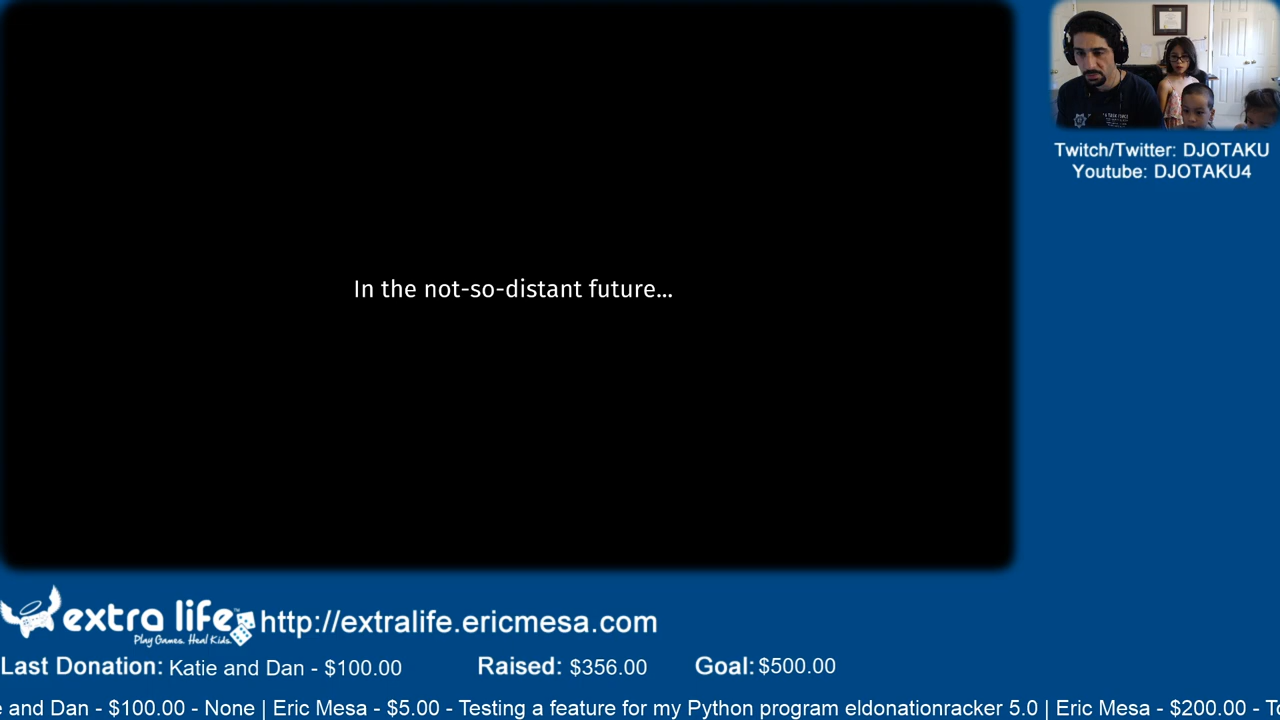 In the not-so-distant future...
Twitch/Twitter: DJOTAKU
Youtube: DJOTAKU4
extra life
Play Games. Heal Kids.
http://extralife.ericmesa.com
Last Donation: Katie and Dan - $100.00
Raised: $356.00
Goal: $500.00
and Dan - $100.00 - None | Eric Mesa - $5.00 - Testing a feature for my Python program eldonationracker 5.0 | Eric Mesa - $200.00 -